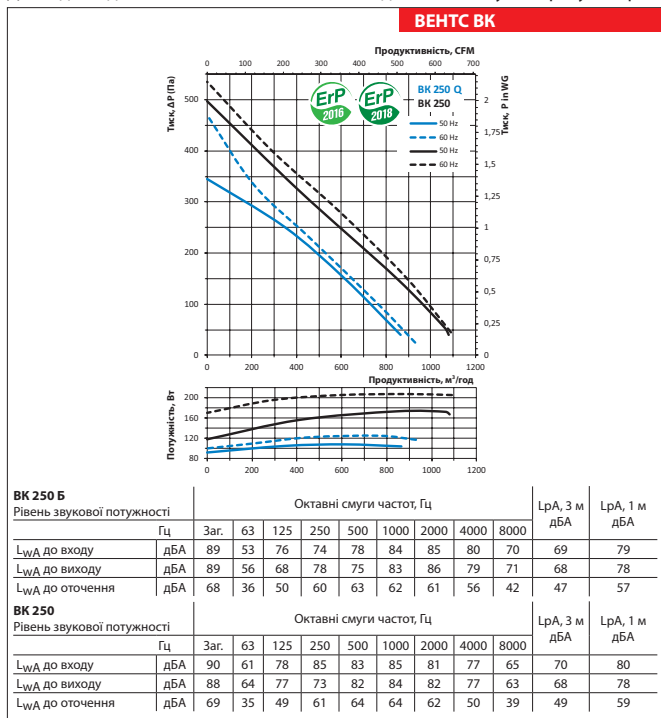 ВЕНТС ВК
Продуктивність, CFM
0 100 200 300 400 500 600 700
Тиск, ΔP (Па)
500
400
300
200
100
0
ErP 2016
ErP 2018
ВК 250 Q
ВК 250
50 Hz
60 Hz
50 Hz
60 Hz
Тиск, P in WG
2
1,75
1,5
1,25
1
0,75
0,5
0,25
0
0 200 400 600 800 1000 1200
Продуктивність, м³/год
Потужність, Вт
200
160
120
80
0 200 400 600 800 1000 1200
ВК 250 Б
Рівень звукової потужності
Октавні смуги частот, Гц
LpA, 3 м дБА
LpA, 1 м дБА
Гц Заг. 63 125 250 500 1000 2000 4000 8000
LWA до входу дБА 89 53 76 74 78 84 85 80 70 69 79
LWA до виходу дБА 89 56 68 78 75 83 86 79 71 68 78
LWA до оточення дБА 68 36 50 60 63 62 61 56 42 47 57
ВК 250
Рівень звукової потужності
Октавні смуги частот, Гц
LpA, 3 м дБА
LpA, 1 м дБА
Гц Заг. 63 125 250 500 1000 2000 4000 8000
LWA до входу дБА 90 61 78 85 83 85 81 77 65 70 80
LWA до виходу дБА 88 64 77 73 82 84 82 77 63 68 78
LWA до оточення дБА 69 35 49 61 64 64 62 50 39 49 59